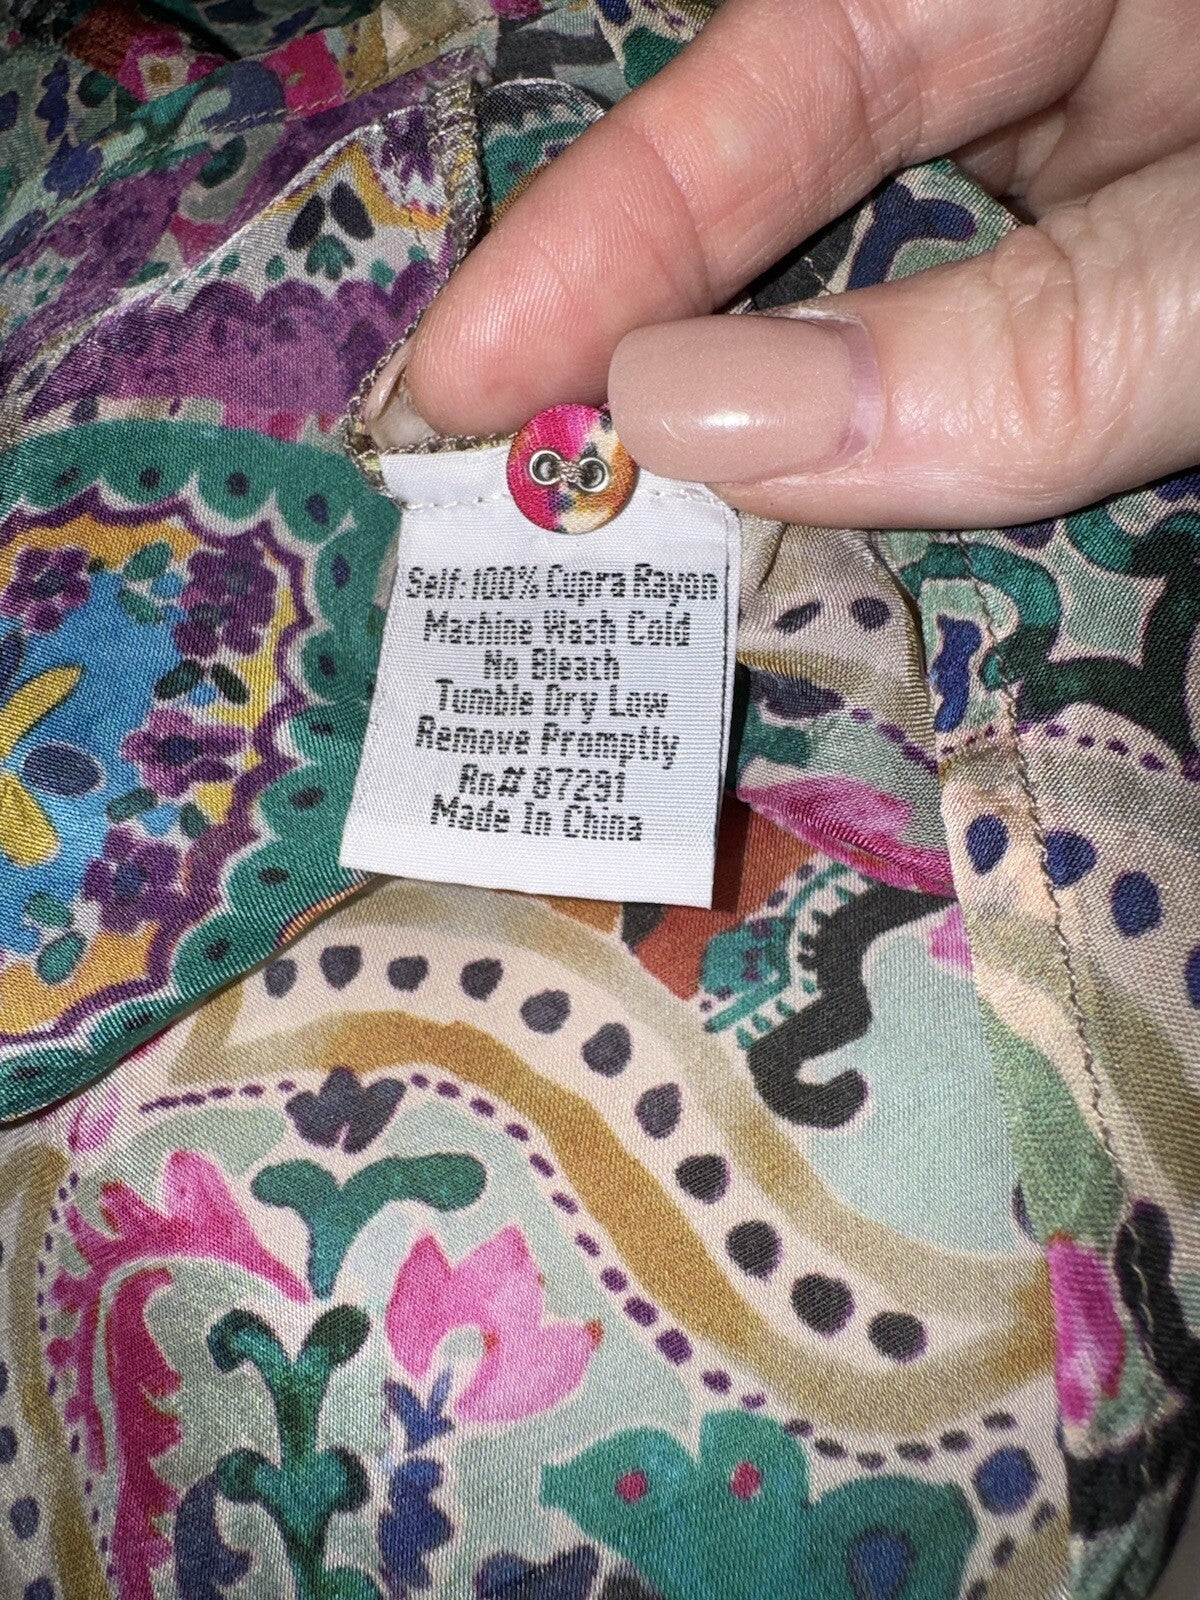 Self: 100% Cupra Rayon
Machine Wash Cold
No Bleach
Tumble Dry Low
Remove Promptly
Rn# 87291
Made In China